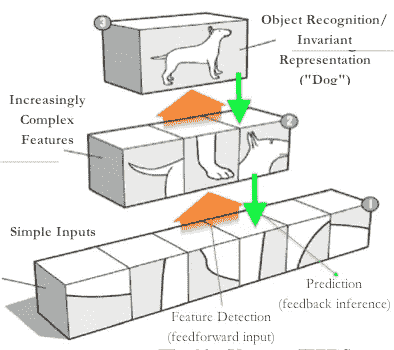 3
Object Recognition/
Invariant
Representation
("Dog")
Increasingly
Complex
Features
2
Simple Inputs
1
Prediction
(feedback inference)
Feature Detection
(feedforward input)